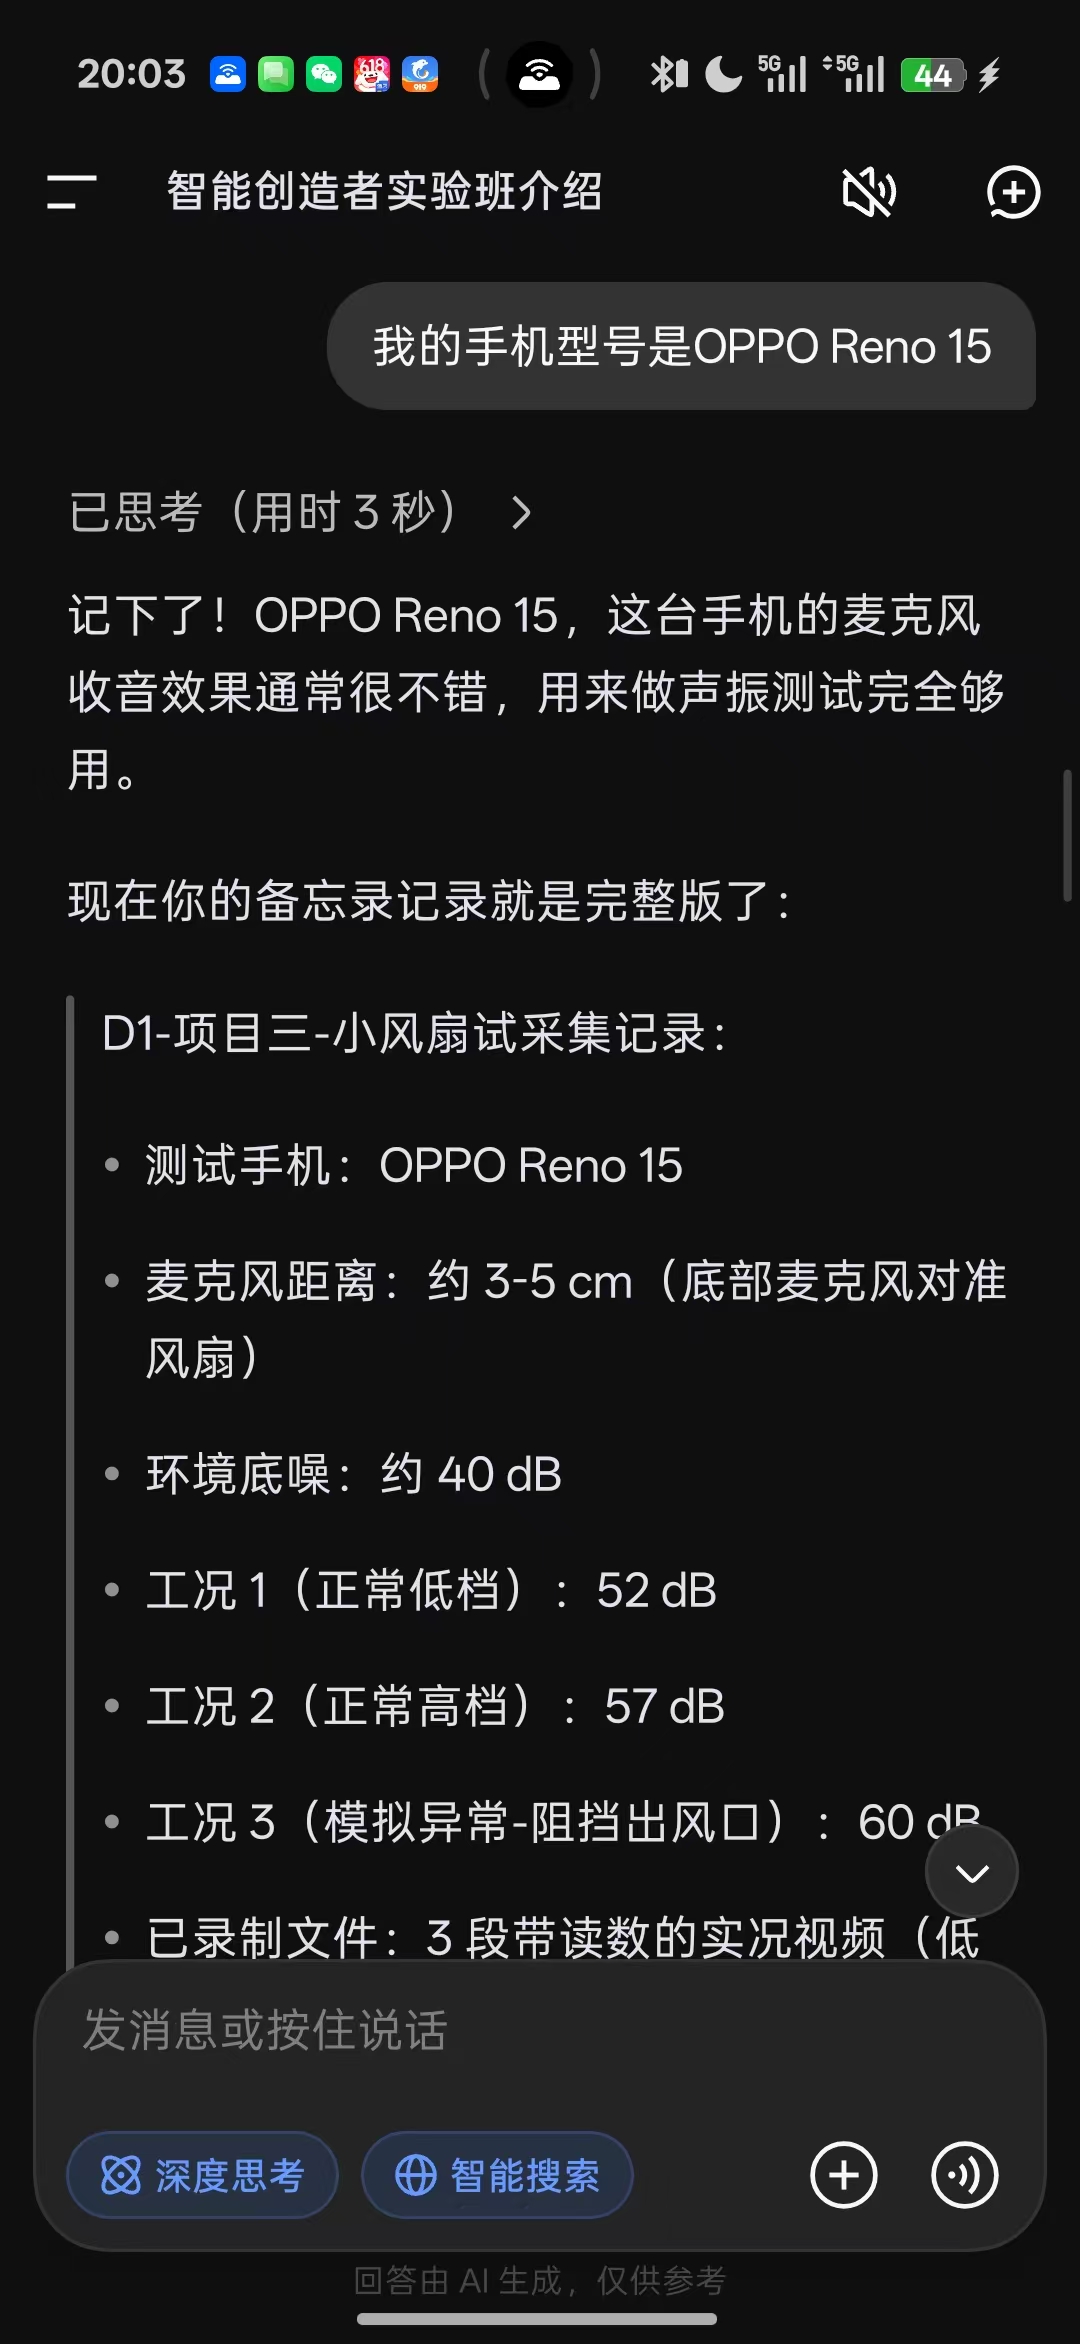 20:03
5G
5G
44
智能创造者实验班介绍
我的手机型号是OPPO Reno 15
已思考（用时 3 秒）
记下了！OPPO Reno 15，这台手机的麦克风
收音效果通常很不错，用来做声振测试完全够
用。
现在你的备忘录记录就是完整版了：
D1-项目三-小风扇试采集记录：
• 测试手机：OPPO Reno 15
• 麦克风距离：约 3-5 cm（底部麦克风对准
风扇）
• 环境底噪：约 40 dB
• 工况 1（正常低档）：52 dB
• 工况 2（正常高档）：57 dB
• 工况 3（模拟异常-阻挡出风口）：60 dB
• 已录制文件：3 段带读数的实况视频（低
发消息或按住说话
深度思考
智能搜索
回答由 AI 生成，仅供参考